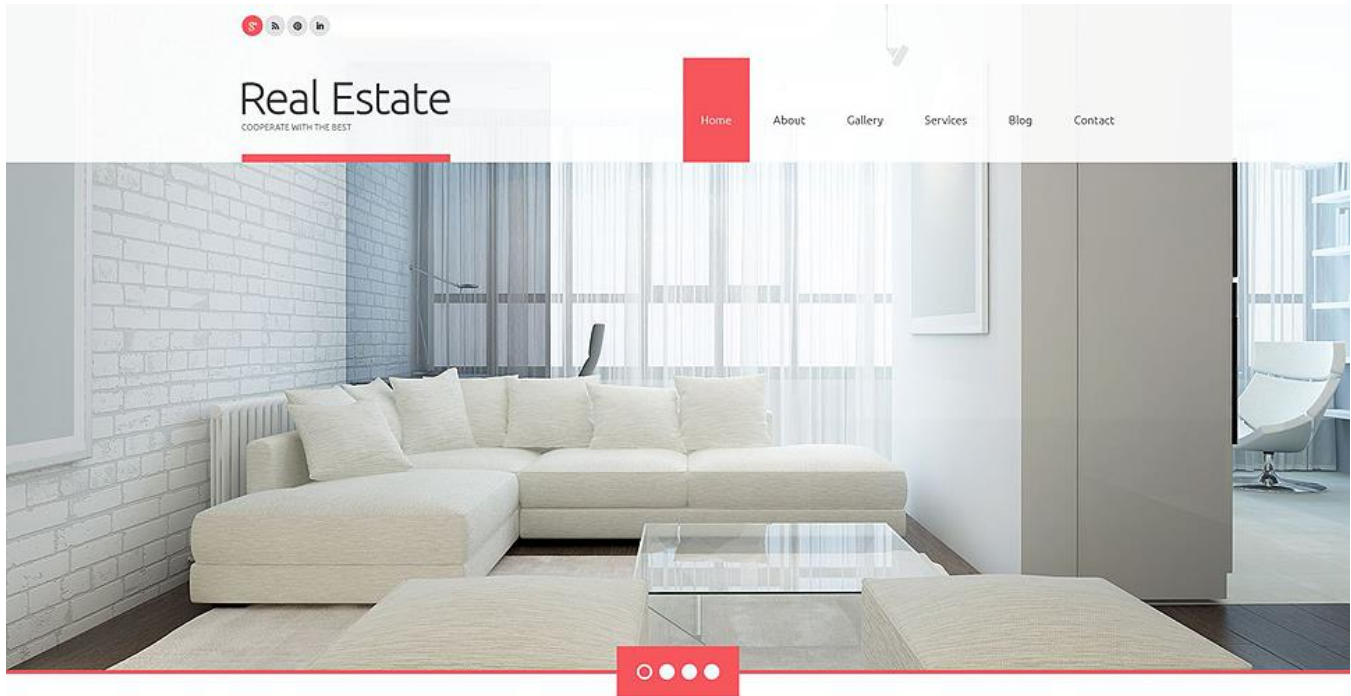 Real Estate
COOPERATE WITH THE BEST
Home About Gallery Services Blog Contact